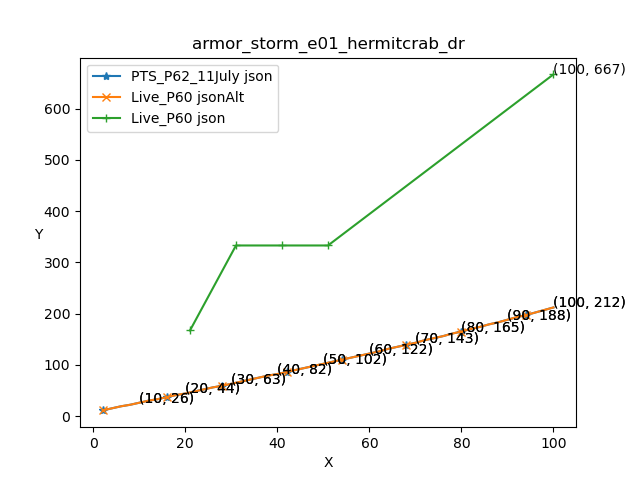 armor_storm_e01_hermitcrab_dr
PTS_P62_11July json
Live_P60 jsonAlt
Live_P60 json
(100, 667)
600
500
400
300
200
100
0
Y
(100, 212)
(90, 188)
(80, 165)
(70, 143)
(60, 122)
(50, 102)
(40, 82)
(30, 63)
(20, 44)
(10, 26)
0 20 40 60 80 100
X